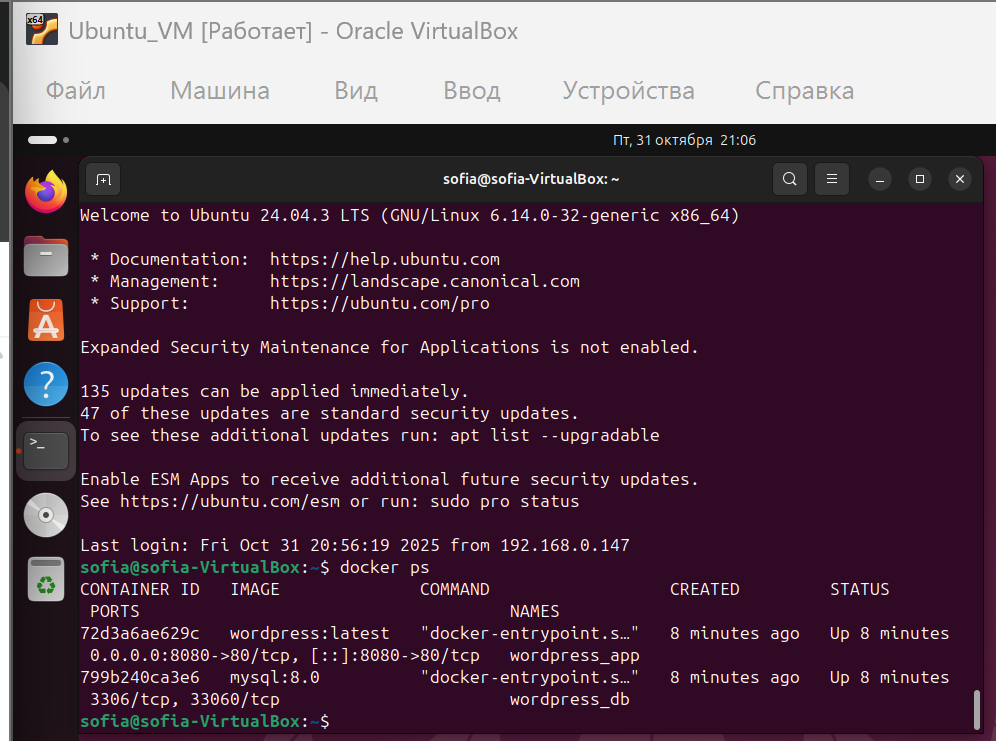 x64
Ubuntu_VM [Работает] - Oracle VirtualBox
Файл Машина Вид Ввод Устройства Справка
Пт, 31 октября 21:06
sofia@sofia-VirtualBox: ~
Welcome to Ubuntu 24.04.3 LTS (GNU/Linux 6.14.0-32-generic x86_64)
* Documentation: https://help.ubuntu.com
* Management: https://landscape.canonical.com
* Support: https://ubuntu.com/pro
Expanded Security Maintenance for Applications is not enabled.
135 updates can be applied immediately.
47 of these updates are standard security updates.
To see these additional updates run: apt list --upgradable
Enable ESM Apps to receive additional future security updates.
See https://ubuntu.com/esm or run: sudo pro status
Last login: Fri Oct 31 20:56:19 2025 from 192.168.0.147
sofia@sofia-VirtualBox:~$ docker ps
CONTAINER ID IMAGE COMMAND CREATED STATUS
PORTS NAMES
72d3a6ae629c wordpress:latest "docker-entrypoint.s…" 8 minutes ago Up 8 minutes
0.0.0.0:8080->80/tcp, [::]:8080->80/tcp wordpress_app
799b240ca3e6 mysql:8.0 "docker-entrypoint.s…" 8 minutes ago Up 8 minutes
3306/tcp, 33060/tcp wordpress_db
sofia@sofia-VirtualBox:~$